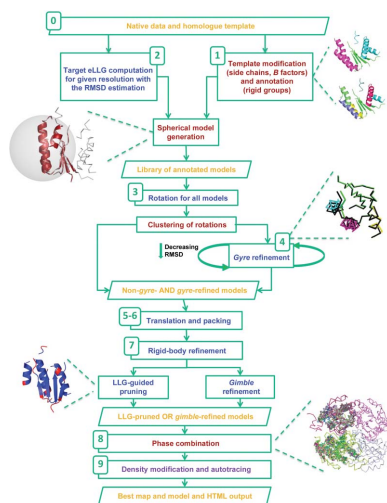 0
Native data and homologue template
2
Target eLLG computation
for given resolution with
the RMSD estimation
1
Template modification
(side chains, B factors)
and annotation
(rigid groups)
Spherical model
generation
Library of annotated models
3
Rotation for all models
Clustering of rotations
4
Decreasing
RMSD
Gyre refinement
Non-gyre- AND gyre-refined models
5-6
Translation and packing
7
Rigid-body refinement
LLG-guided
pruning
Gimble
refinement
LLG-pruned OR gimble-refined models
8
Phase combination
9
Density modification and autotracing
Best map and model and HTML output